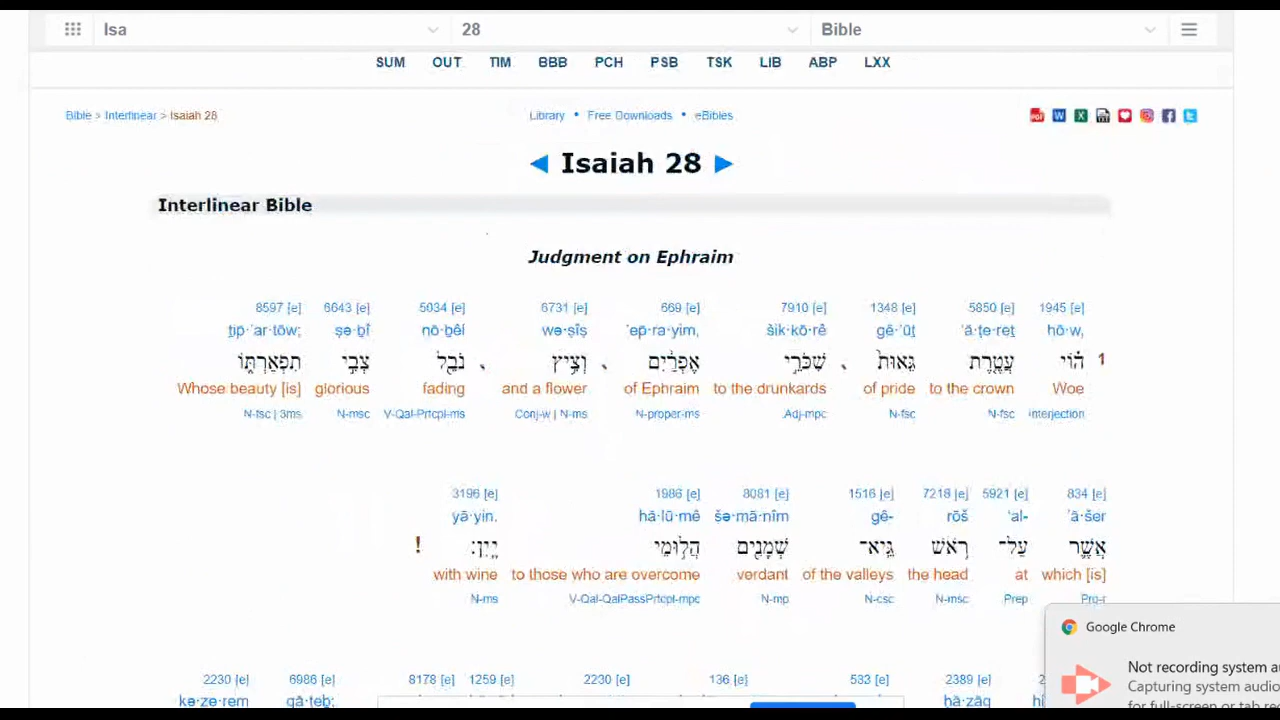 Isa 28 Bible
SUM OUT TIM BBB PCH PSB TSK LIB ABP LXX
Bible > Interlinear > Isaiah 28 Library • Free Downloads • eBibles
◄ Isaiah 28 ►
Interlinear Bible
Judgment on Ephraim
8597 [e] 6643 [e] 5034 [e] 6731 [e] 669 [e] 7910 [e] 1348 [e] 5850 [e] 1945 [e]
ṯip̄·’ar·tōw; ṣə·ḇî nō·ḇêl wə·ṣîṣ ’ep̄·ra·yim, šik·kō·rê gê·’ūṯ ‘ă·ṭe·reṯ hō·w,
1 ה֗וֹי עֲטֶ֤רֶת גֵּאוּת֙ ، שִׁכֹּרֵ֣י אֶפְרַ֔יִם ، וְצִ֥יץ ، נֹבֵ֖ל צְבִ֣י תִפְאַרְתּ֑וֹ
Whose beauty [is] glorious fading and a flower of Ephraim to the drunkards of pride to the crown Woe
N-fsc | 3ms N-msc V-Qal-Prtcpl-ms Conj-w | N-ms N-proper-ms Adj-mpc N-fsc N-fsc Interjection
3196 [e] 1986 [e] 8081 [e] 1516 [e] 7218 [e] 5921 [e] 834 [e]
yā·yin. hă·lū·mê šə·mā·nîm gê- rōš ‘al- ’ă·šer
אֲשֶׁ֛ר עַל־ רֹ֥אשׁ גֵּֽיא־ שְׁמָנִ֖ים הֲל֥וּמֵי יָֽיִן׃ !
with wine to those who are overcome verdant of the valleys the head at which [is]
N-ms V-Qal-QalPassPrtcpl-mpc N-mp N-csc N-msc Prep Pro-r
Google Chrome
2230 [e] 6986 [e] 8178 [e] 1259 [e] 2230 [e] 136 [e] 533 [e] 2389 [e]
Not recording system au
kə·ze·rem qā·ṭeḇ; ḥā·zāq
Capturing system audio
for full-screen or tab rec